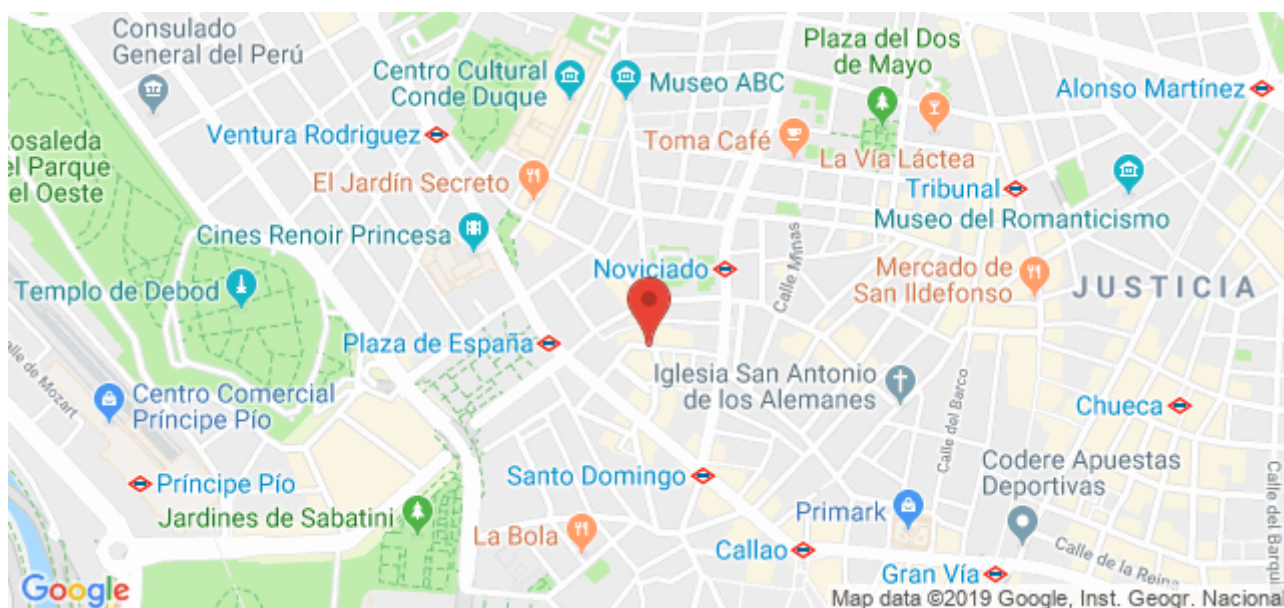 Consulado
General del Perú
Centro Cultural
Conde Duque
Museo ABC
Plaza del Dos
de Mayo
Alonso Martínez
Ventura Rodriguez
Toma Café
La Vía Láctea
Rosaleda
el Parque
el Oeste
El Jardín Secreto
Tribunal
Museo del Romanticismo
Cines Renoir Princesa
Calle Minas
Noviciado
Mercado de
San Ildefonso
JUSTICIA
Templo de Debod
Plaza de España
alle de Mozart
Iglesia San Antonio
de los Alemanes
Centro Comercial
Príncipe Pío
Calle del Barco
Chueca
Príncipe Pío
Santo Domingo
Codere Apuestas
Deportivas
Jardines de Sabatini
La Bola
Primark
Callao
Gran Vía
Calle de la Reina
Calle del Barqui
Google
Map data ©2019 Google, Inst. Geogr. Naciona